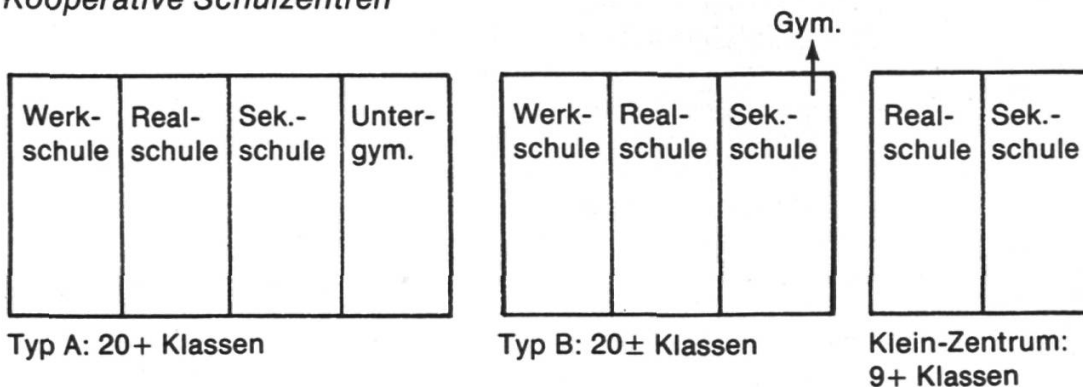 Kooperative Schulzentren
Gym.
Werk-
schule
Real-
schule
Sek.-
schule
Unter-
gym.
Typ A: 20+ Klassen
Werk-
schule
Real-
schule
Sek.-
schule
Typ B: 20± Klassen
Real-
schule
Sek.-
schule
Klein-Zentrum:
9+ Klassen